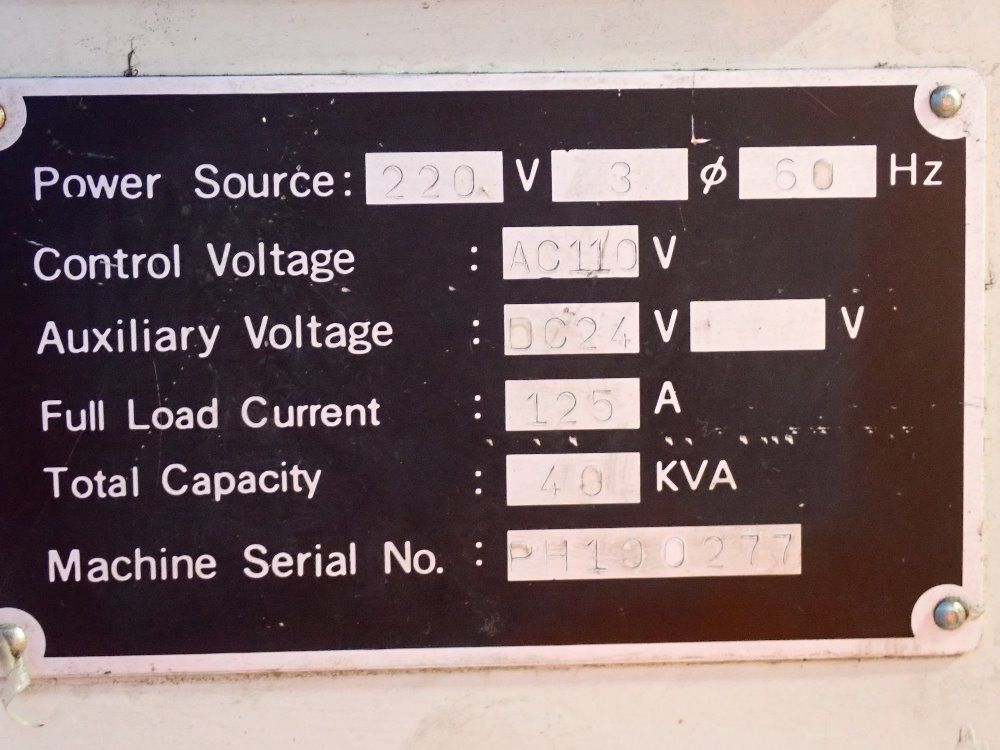 Power Source: 220 V 3 ø 60 Hz
Control Voltage : AC110 V
Auxiliary Voltage : DC24 V V
Full Load Current : 125 A
Total Capacity : 40 KVA
Machine Serial No. : PH100277